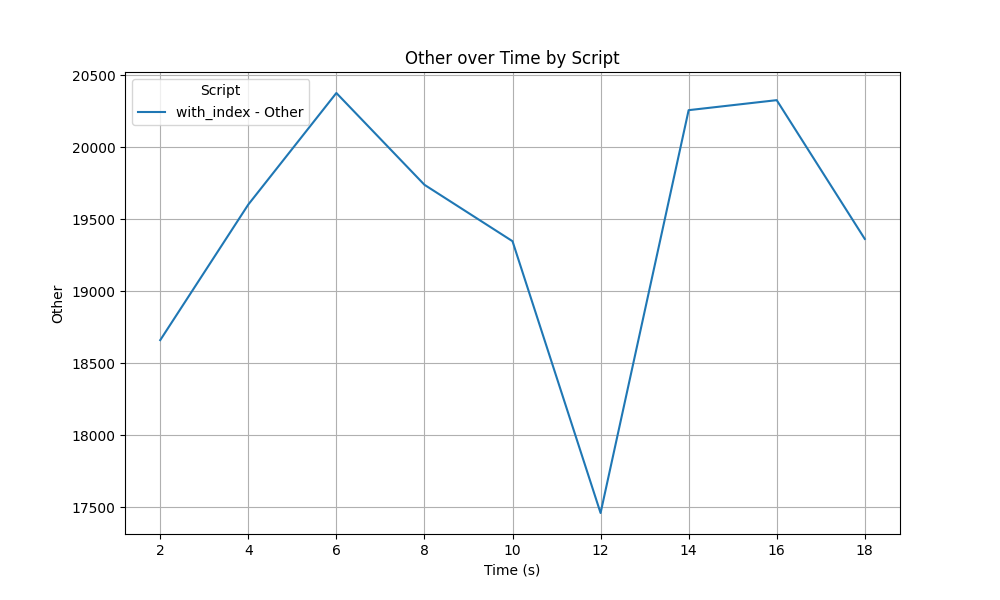 Other over Time by Script
Script
with_index - Other
20500
20000
19500
19000
18500
18000
17500
Other
2 4 6 8 10 12 14 16 18
Time (s)